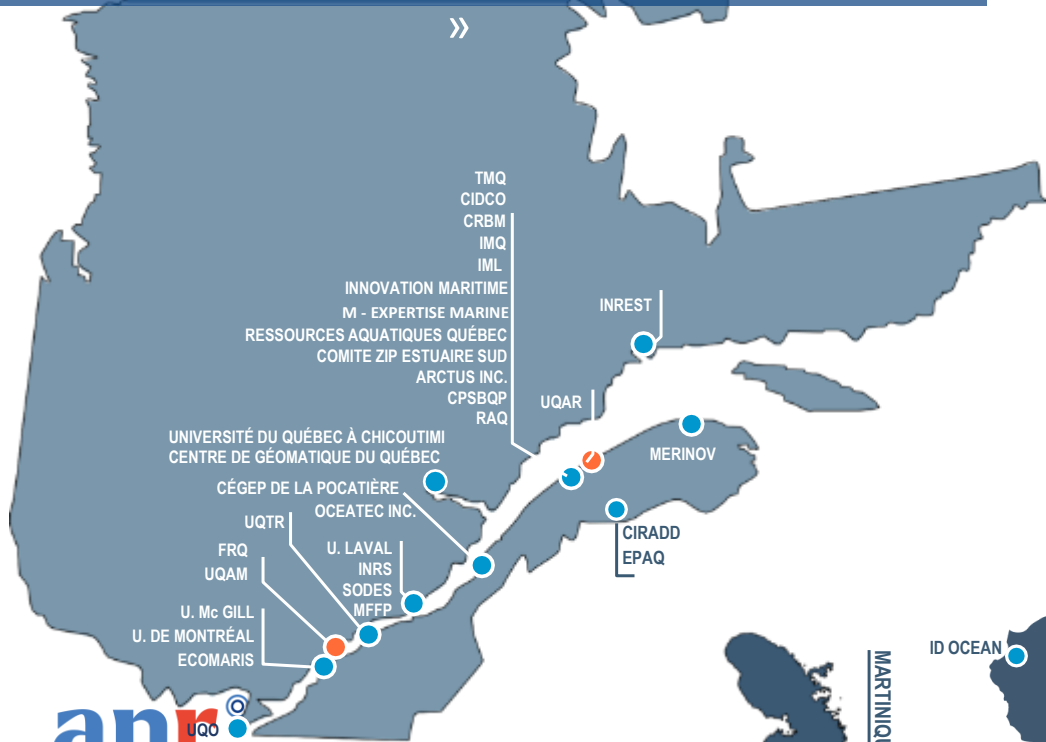 »
TMQ
CIDCO
CRBM
IMQ
IML
INNOVATION MARITIME
M - EXPERTISE MARINE
RESSOURCES AQUATIQUES QUÉBEC
COMITE ZIP ESTUAIRE SUD
ARCTUS INC.
CPSBQP
RAQ
INREST
UQAR
MERINOV
UNIVERSITÉ DU QUÉBEC À CHICOUTIMI
CENTRE DE GÉOMATIQUE DU QUÉBEC
CÉGEP DE LA POCATIÈRE
OCEATEC INC.
UQTR
CIRADD
EPAQ
FRQ
UQAM
U. LAVAL
INRS
SODES
MFFP
U. Mc GILL
U. DE MONTRÉAL
ECOMARIS
ID OCEAN
anr
UQO